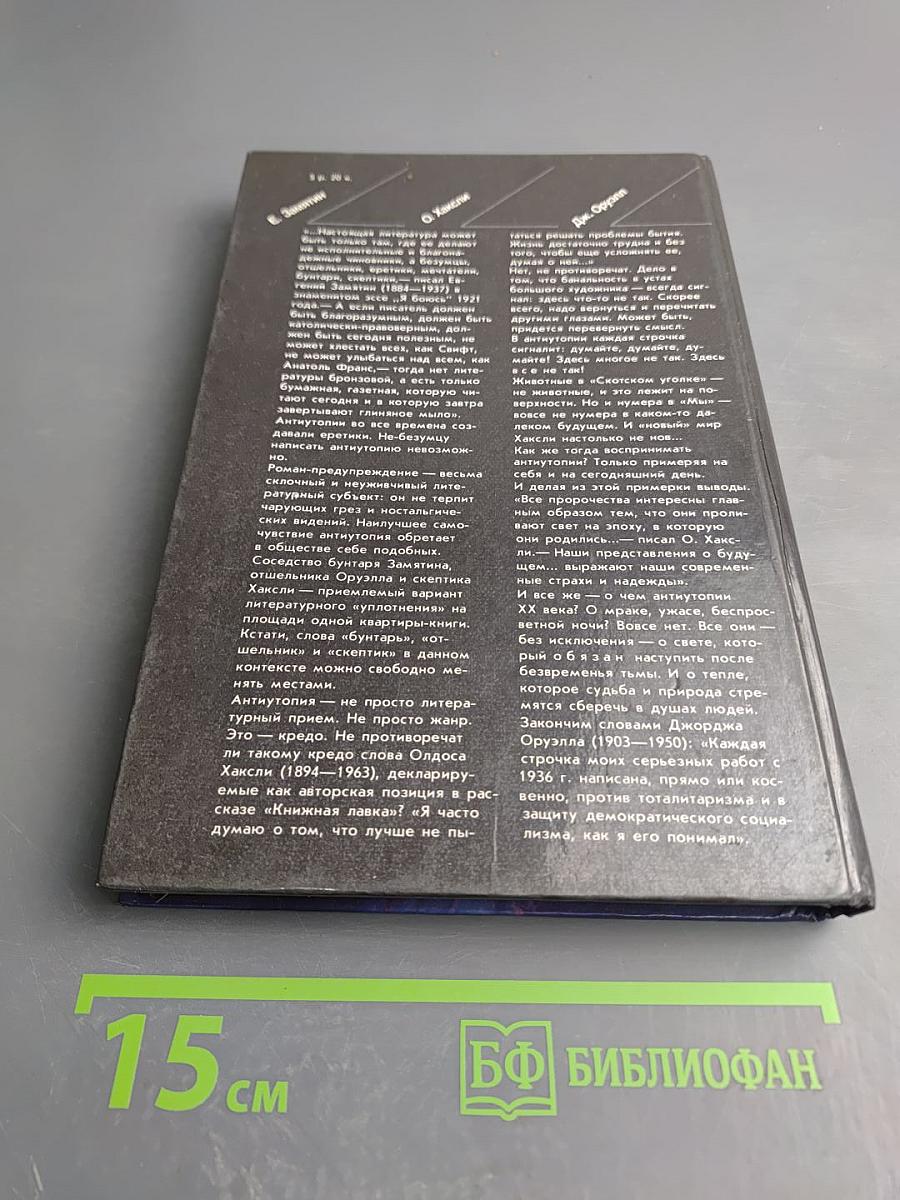 5 р. 20 к.
Е. Замятин
О. Хаксли
Дж. Оруэлл
«...Настоящая литература может
быть только там, где ее делают
не исполнительные и благона-
дежные чиновники, а безумцы,
отшельники, еретики, мечтатели,
бунтари, скептики,— писал Ев-
гений Замятин (1884—1937) в
знаменитом эссе „Я боюсь" 1921
года.— А если писатель должен
быть благоразумным, должен быть
католически-правоверным, дол-
жен быть сегодня полезным, не
может хлестать всех, как Свифт,
не может улыбаться над всем, как
Анатоль Франс,— тогда нет лите-
ратуры бронзовой, а есть только
бумажная, газетная, которую чи-
тают сегодня и в которую завтра
завертывают глиняное мыло».
Антиутопии во все времена соз-
давали еретики. Не-безумцу
написать антиутопию невозмож-
но.
Роман-предупреждение — весьма
склочный и неуживчивый лите-
ратурный субъект: он не терпит
чарующих грез и ностальгиче-
ских видений. Наилучшее само-
чувствие антиутопия обретает
в обществе себе подобных.
Соседство бунтаря Замятина,
отшельника Оруэлла и скептика
Хаксли — приемлемый вариант
литературного «уплотнения» на
площади одной квартиры-книги.
Кстати, слова «бунтарь», «от-
шельник» и «скептик» в данном
контексте можно свободно ме-
нять местами.
Антиутопия — не просто литера-
турный прием. Не просто жанр.
Это — кредо. Не противоречат
ли такому кредо слова Олдоса
Хаксли (1894—1963), деклариру-
емые как авторская позиция в рас-
сказе «Книжная лавка»? «Я часто
думаю о том, что лучше не пы-
таться решать проблемы бытия.
Жизнь достаточно трудна и без
того, чтобы еще усложнять ее,
думая о ней...»
Нет, не противоречат. Дело в
том, что банальность в устах
большого художника — всегда сиг-
нал: здесь что-то не так. Скорее
всего, надо вернуться и перечитать
другими глазами. Может быть,
придется перевернуть смысл.
В антиутопии каждая строчка
сигналит: думайте, думайте, ду-
майте! Здесь многое не так. Здесь
все не так!
Животные в «Скотском уголке» —
не животные, и это лежит на по-
верхности. Но и нумера в «Мы» —
вовсе не нумера в каком-то да-
леком будущем. И «новый» мир
Хаксли настолько не нов...
Как же тогда воспринимать
антиутопии? Только примеряя на
себя и на сегодняшний день.
И делая из этой примерки выводы.
«Все пророчества интересны глав-
ным образом тем, что они проли-
вают свет на эпоху, в которую
они родились...— писал О. Хакс-
ли.— Наши представления о буду-
щем... выражают наши современ-
ные страхи и надежды».
И все же — о чем антиутопии
XX века? О мраке, ужасе, беспрос-
ветной ночи? Вовсе нет. Все они —
без исключения — о свете, кото-
рый обязан наступить после
безвременья тьмы. И о тепле,
которое судьба и природа стре-
мятся сберечь в душах людей.
Закончим словами Джорджа
Оруэлла (1903—1950): «Каждая
строчка моих серьезных работ с
1936 г. написана, прямо или кос-
венно, против тоталитаризма и в
защиту демократического социа-
лизма, как я его понимал».
15 см
БФ БИБЛИОФАН